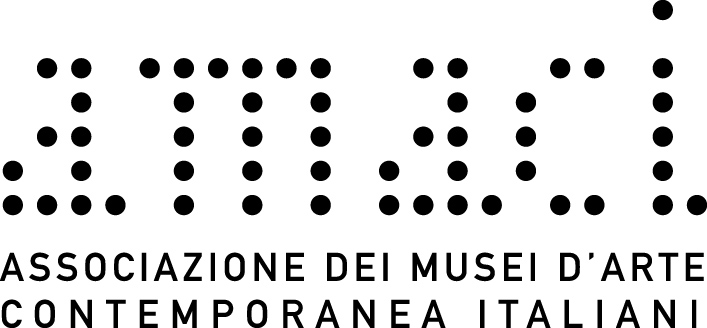 amaci
ASSOCIAZIONE DEI MUSEI D'ARTE
CONTEMPORANEA ITALIANI